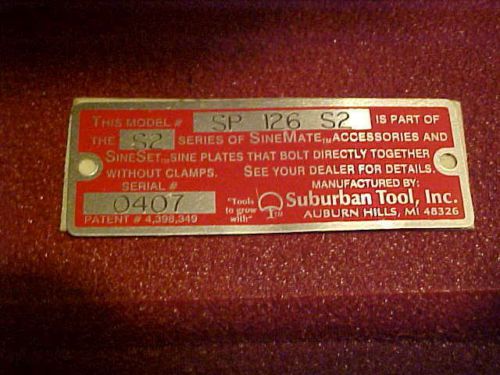 THIS MODEL # SP 126 S2 IS PART OF
THE S2 SERIES OF SINEMATE™ ACCESSORIES AND
SINESET™ SINE PLATES THAT BOLT DIRECTLY TOGETHER
WITHOUT CLAMPS. SEE YOUR DEALER FOR DETAILS.
SERIAL # MANUFACTURED BY:
0407 "Tools to grow with" TM Suburban Tool, Inc.
PATENT # 4,398,349 AUBURN HILLS, MI 48326